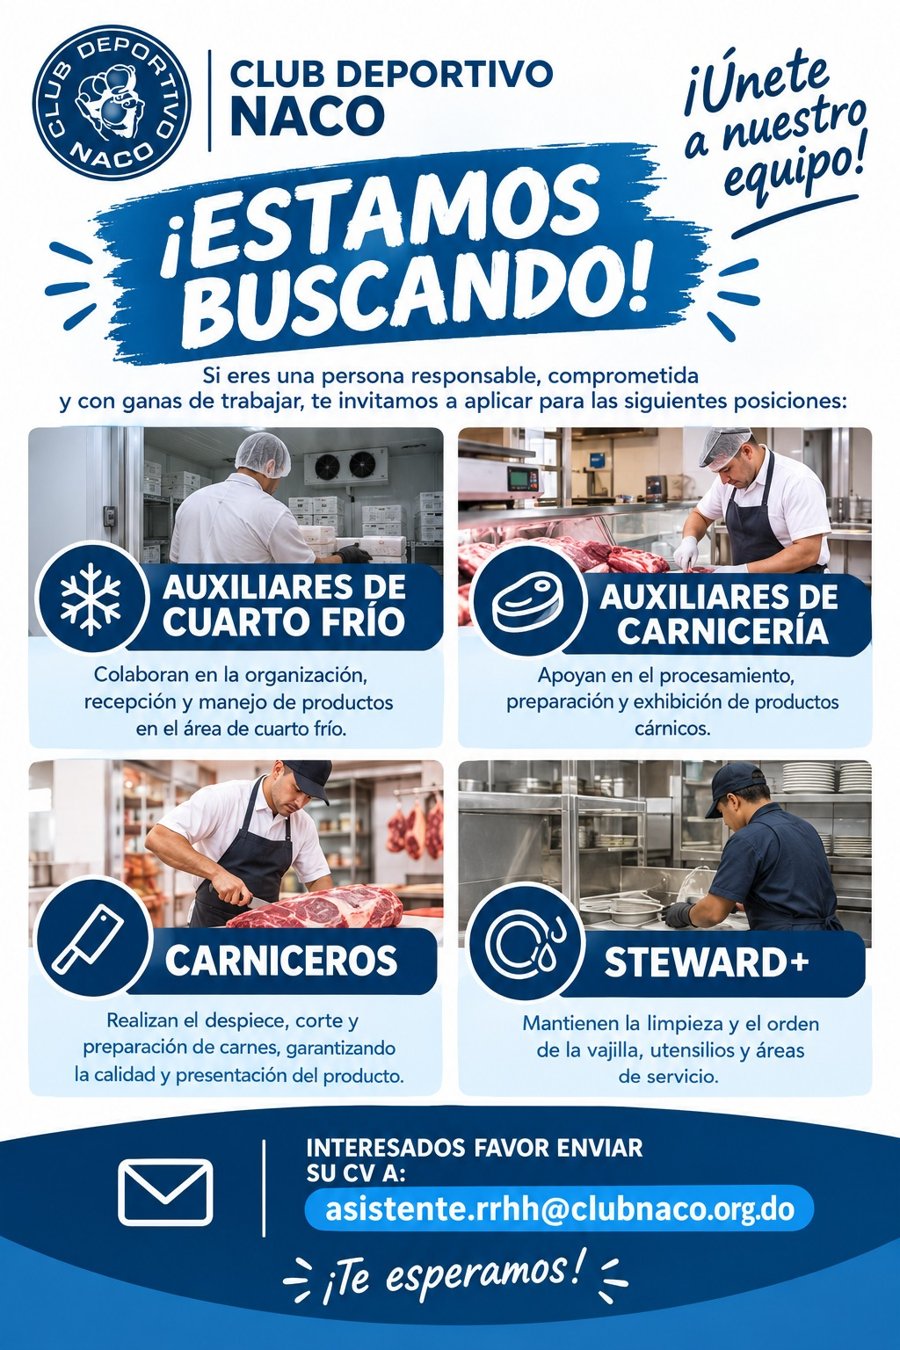 CLUB DEPORTIVO
NACO
CLUB DEPORTIVO
NACO
¡Únete
a nuestro
equipo!
¡ESTAMOS
BUSCANDO!
Si eres una persona responsable, comprometida
y con ganas de trabajar, te invitamos a aplicar para las siguientes posiciones:
AUXILIARES DE
CUARTO FRÍO
Colaboran en la organización,
recepción y manejo de productos
en el área de cuarto frío.
AUXILIARES DE
CARNICERÍA
Apoyan en el procesamiento,
preparación y exhibición de productos
cárnicos.
CARNICEROS
Realizan el despiece, corte y
preparación de carnes, garantizando
la calidad y presentación del producto.
STEWARD+
Mantienen la limpieza y el orden
de la vajilla, utensilios y áreas
de servicio.
INTERESADOS FAVOR ENVIAR
SU CV A:
asistente.rrhh@clubnaco.org.do
¡Te esperamos!